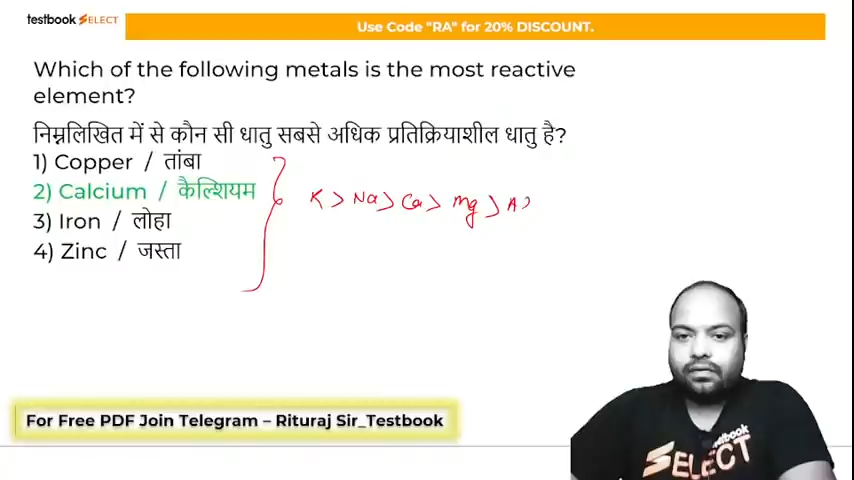 testbook SELECT
Use Code "RA" for 20% DISCOUNT.
Which of the following metals is the most reactive
element?
निम्नलिखित में से कौन सी धातु सबसे अधिक प्रतिक्रियाशील धातु है?
1) Copper / तांबा
2) Calcium / कैल्शियम
3) Iron / लोहा
4) Zinc / जस्ता
K > Na > Ca > Mg > A
For Free PDF Join Telegram – Rituraj Sir_Testbook
testbook
SELECT